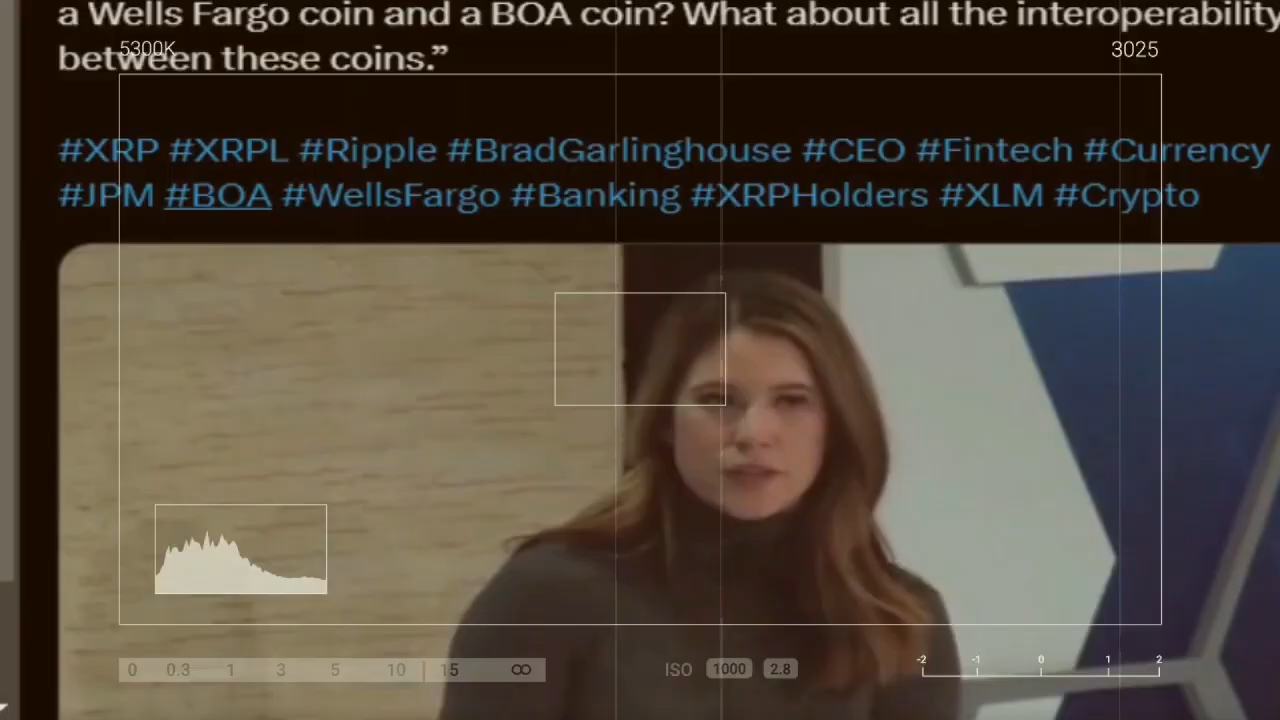 a Wells Fargo coin and a BOA coin? What about all the interoperability
between these coins.”
5300K
3025
#XRP #XRPL #Ripple #BradGarlinghouse #CEO #Fintech #Currency
#JPM #BOA #WellsFargo #Banking #XRPHolders #XLM #Crypto
0 0.3 1 3 5 10 15 ∞
ISO 1000 2.8
-2 -1 0 1 2